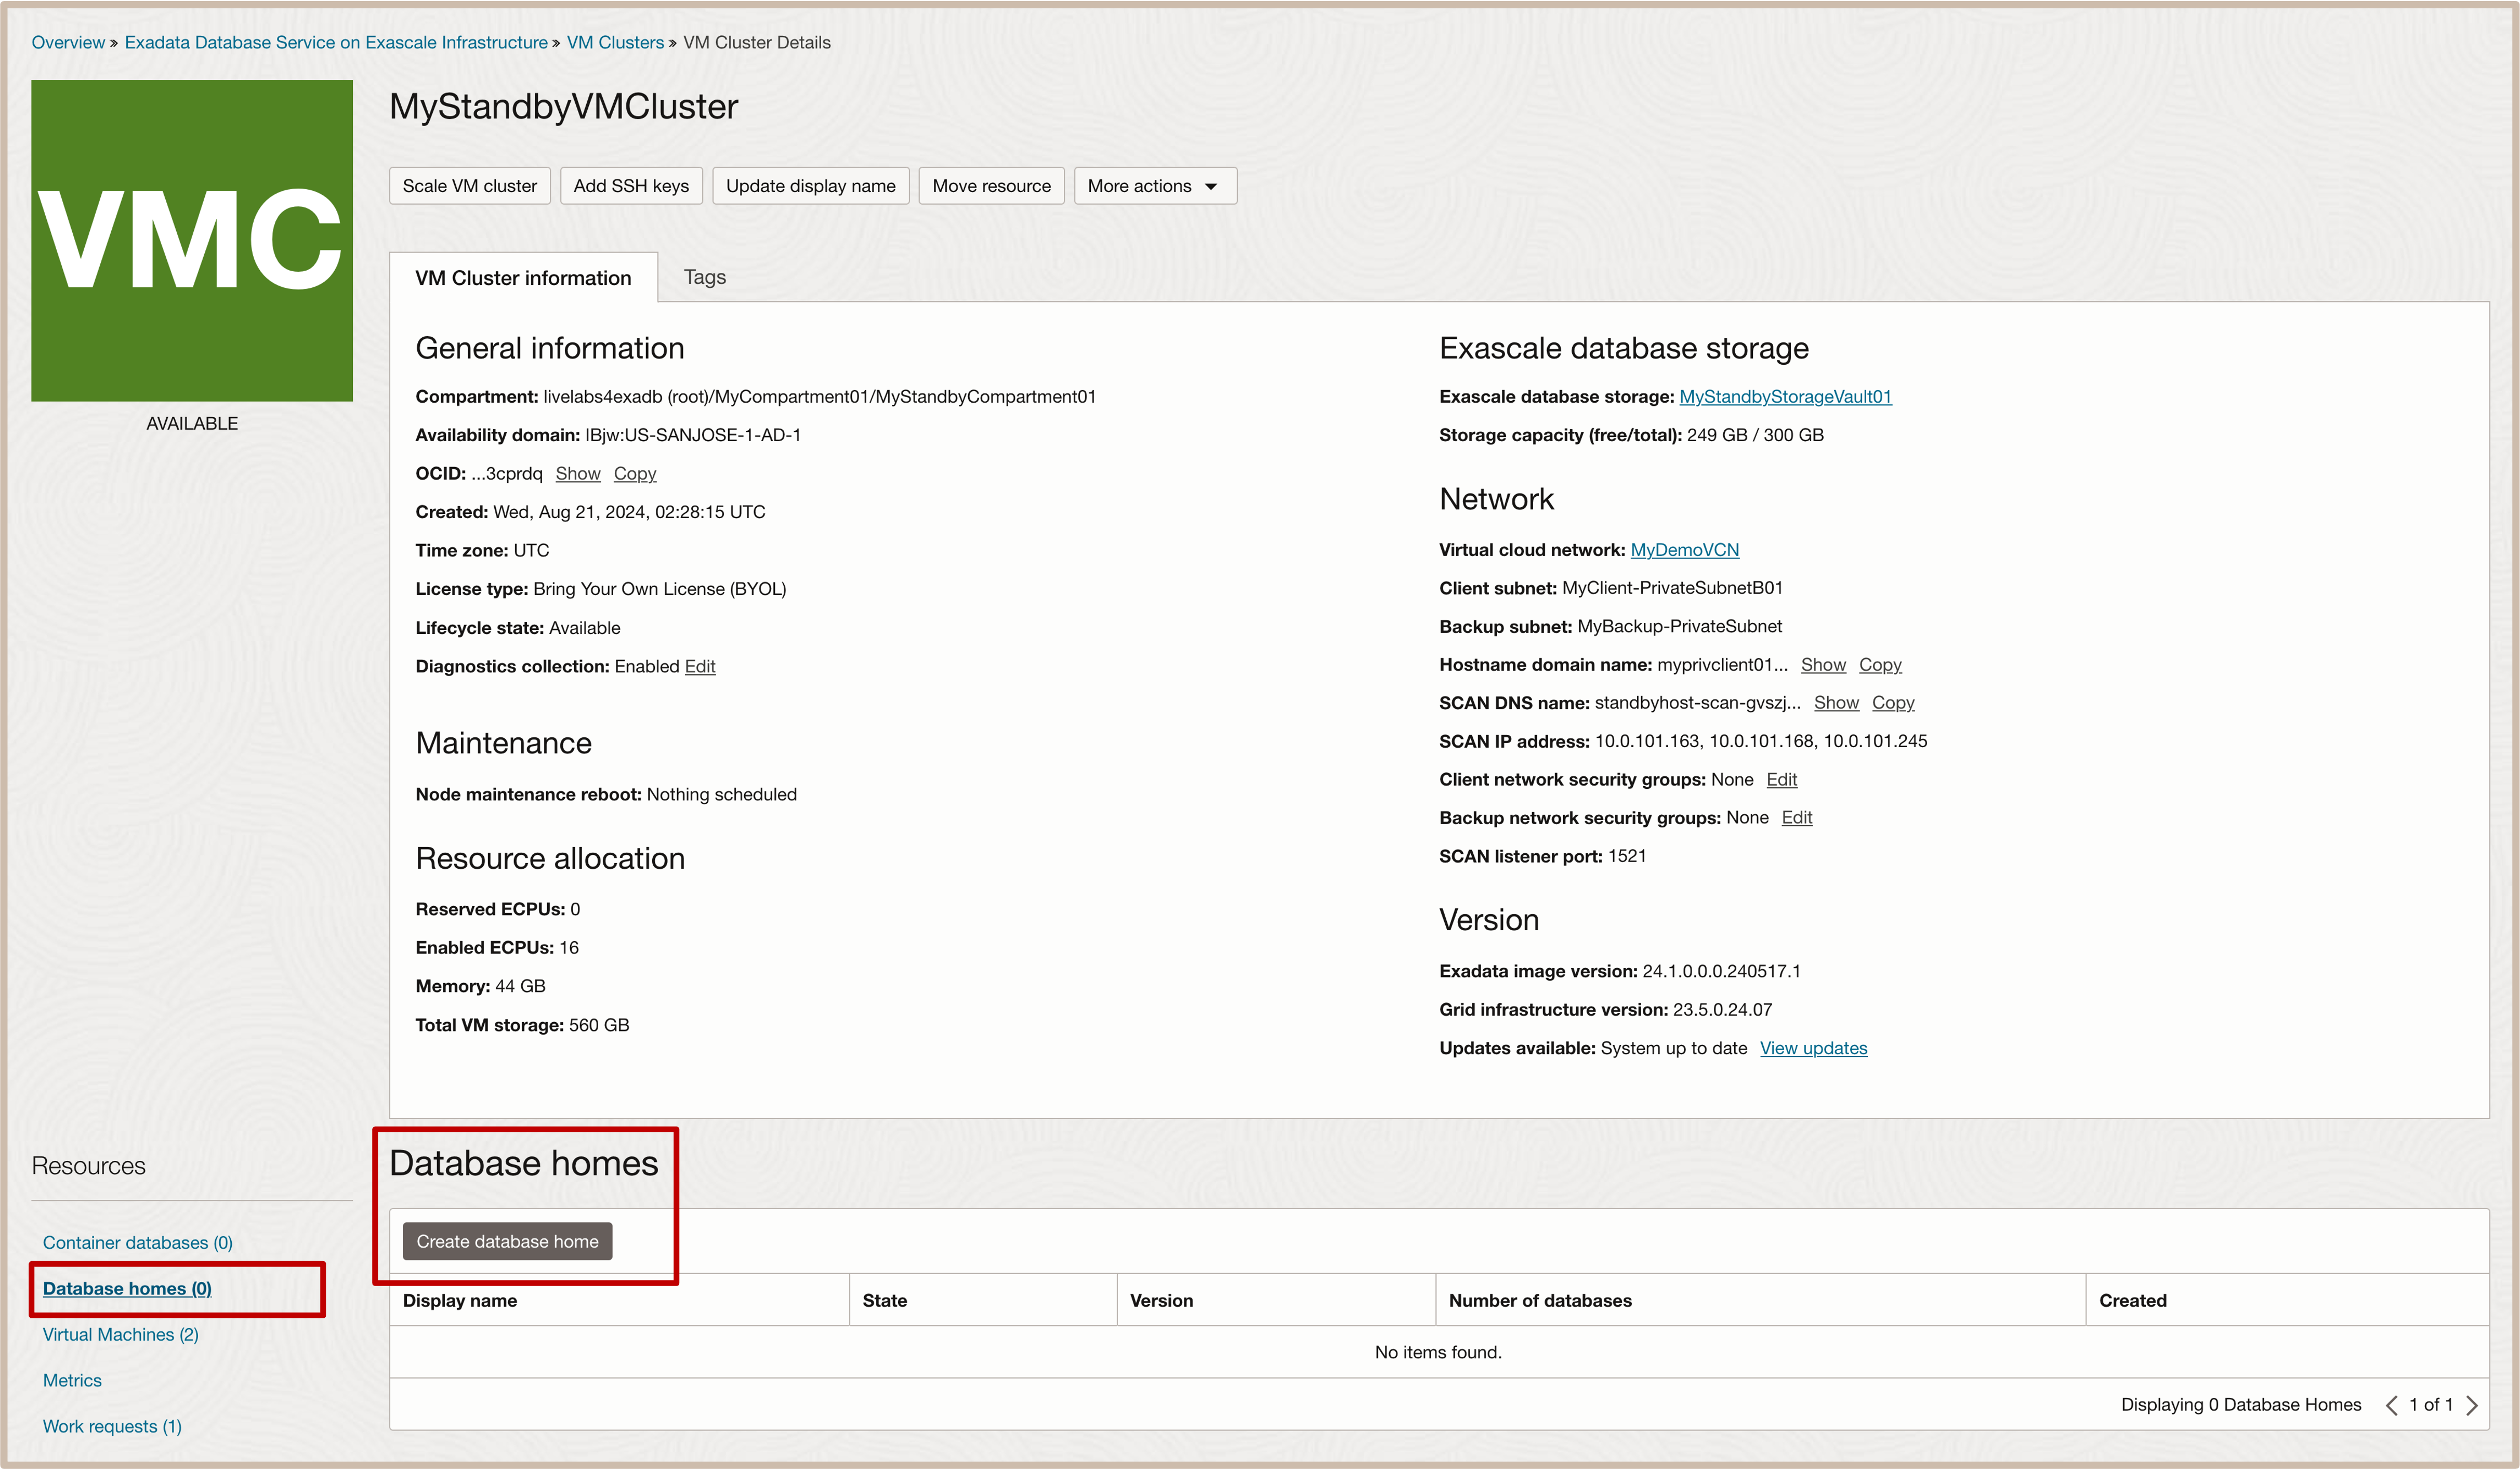 Overview » Exadata Database Service on Exascale Infrastructure » VM Clusters » VM Cluster Details
VMC
AVAILABLE
MyStandbyVMCluster
Scale VM cluster
Add SSH keys
Update display name
Move resource
More actions
VM Cluster information
Tags
General information
Compartment: livelabs4exadb (root)/MyCompartment01/MyStandbyCompartment01
Availability domain: IBjw:US-SANJOSE-1-AD-1
OCID: ...3cprdq Show Copy
Created: Wed, Aug 21, 2024, 02:28:15 UTC
Time zone: UTC
License type: Bring Your Own License (BYOL)
Lifecycle state: Available
Diagnostics collection: Enabled Edit
Maintenance
Node maintenance reboot: Nothing scheduled
Resource allocation
Reserved ECPUs: 0
Enabled ECPUs: 16
Memory: 44 GB
Total VM storage: 560 GB
Exascale database storage
Exascale database storage: MyStandbyStorageVault01
Storage capacity (free/total): 249 GB / 300 GB
Network
Virtual cloud network: MyDemoVCN
Client subnet: MyClient-PrivateSubnetB01
Backup subnet: MyBackup-PrivateSubnet
Hostname domain name: myprivclient01... Show Copy
SCAN DNS name: standbyhost-scan-gvszj... Show Copy
SCAN IP address: 10.0.101.163, 10.0.101.168, 10.0.101.245
Client network security groups: None Edit
Backup network security groups: None Edit
SCAN listener port: 1521
Version
Exadata image version: 24.1.0.0.0.240517.1
Grid infrastructure version: 23.5.0.24.07
Updates available: System up to date View updates
Resources
Container databases (0)
Database homes (0)
Virtual Machines (2)
Metrics
Work requests (1)
Database homes
Create database home
Display name State Version Number of databases Created
No items found.
Displaying 0 Database Homes < 1 of 1 >